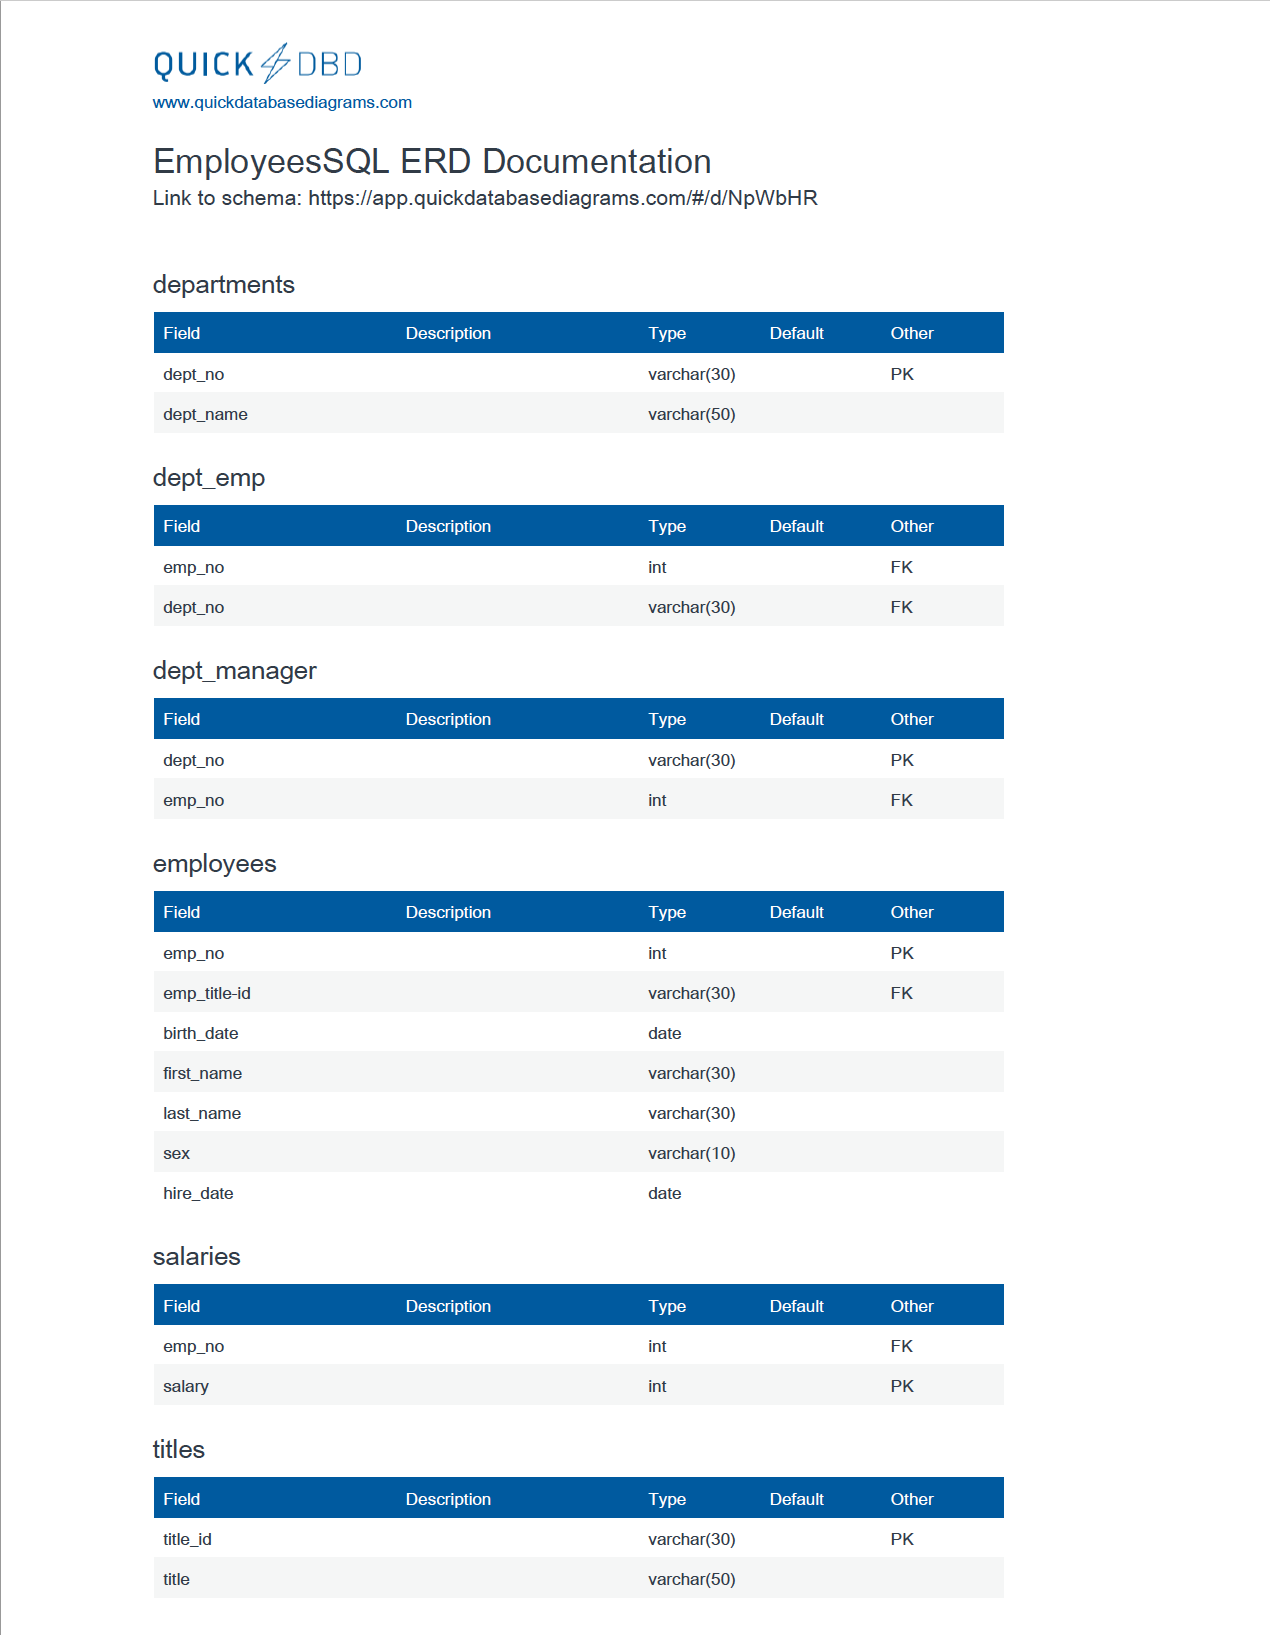 QUICK DBD
www.quickdatabasediagrams.com
EmployeesSQL ERD Documentation
Link to schema: https://app.quickdatabasediagrams.com/#/d/NpWbHR
departments
Field Description Type Default Other
dept_no varchar(30) PK
dept_name varchar(50)
dept_emp
Field Description Type Default Other
emp_no int FK
dept_no varchar(30) FK
dept_manager
Field Description Type Default Other
dept_no varchar(30) PK
emp_no int FK
employees
Field Description Type Default Other
emp_no int PK
emp_title-id varchar(30) FK
birth_date date
first_name varchar(30)
last_name varchar(30)
sex varchar(10)
hire_date date
salaries
Field Description Type Default Other
emp_no int FK
salary int PK
titles
Field Description Type Default Other
title_id varchar(30) PK
title varchar(50)